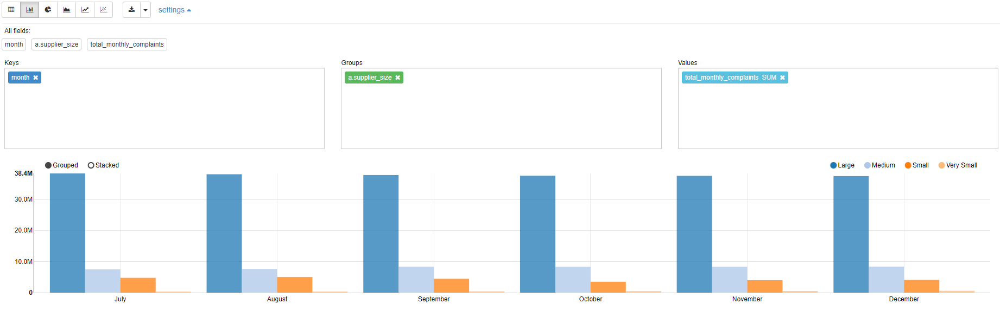 settings
All fields:
month a.supplier_size total_monthly_complaints
Keys Groups Values
month a.supplier_size total_monthly_complaints SUM
Grouped Stacked Large Medium Small Very Small
38.4M
30.0M
20.0M
10.0M
0
July August September October November December